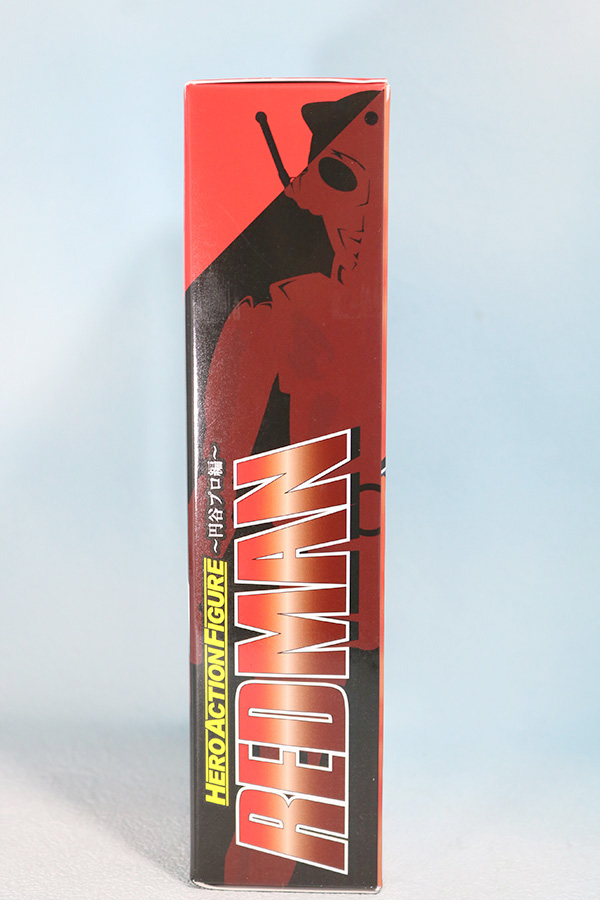 HERO ACTION FIGURE ～円谷プロ編～
REDMAN